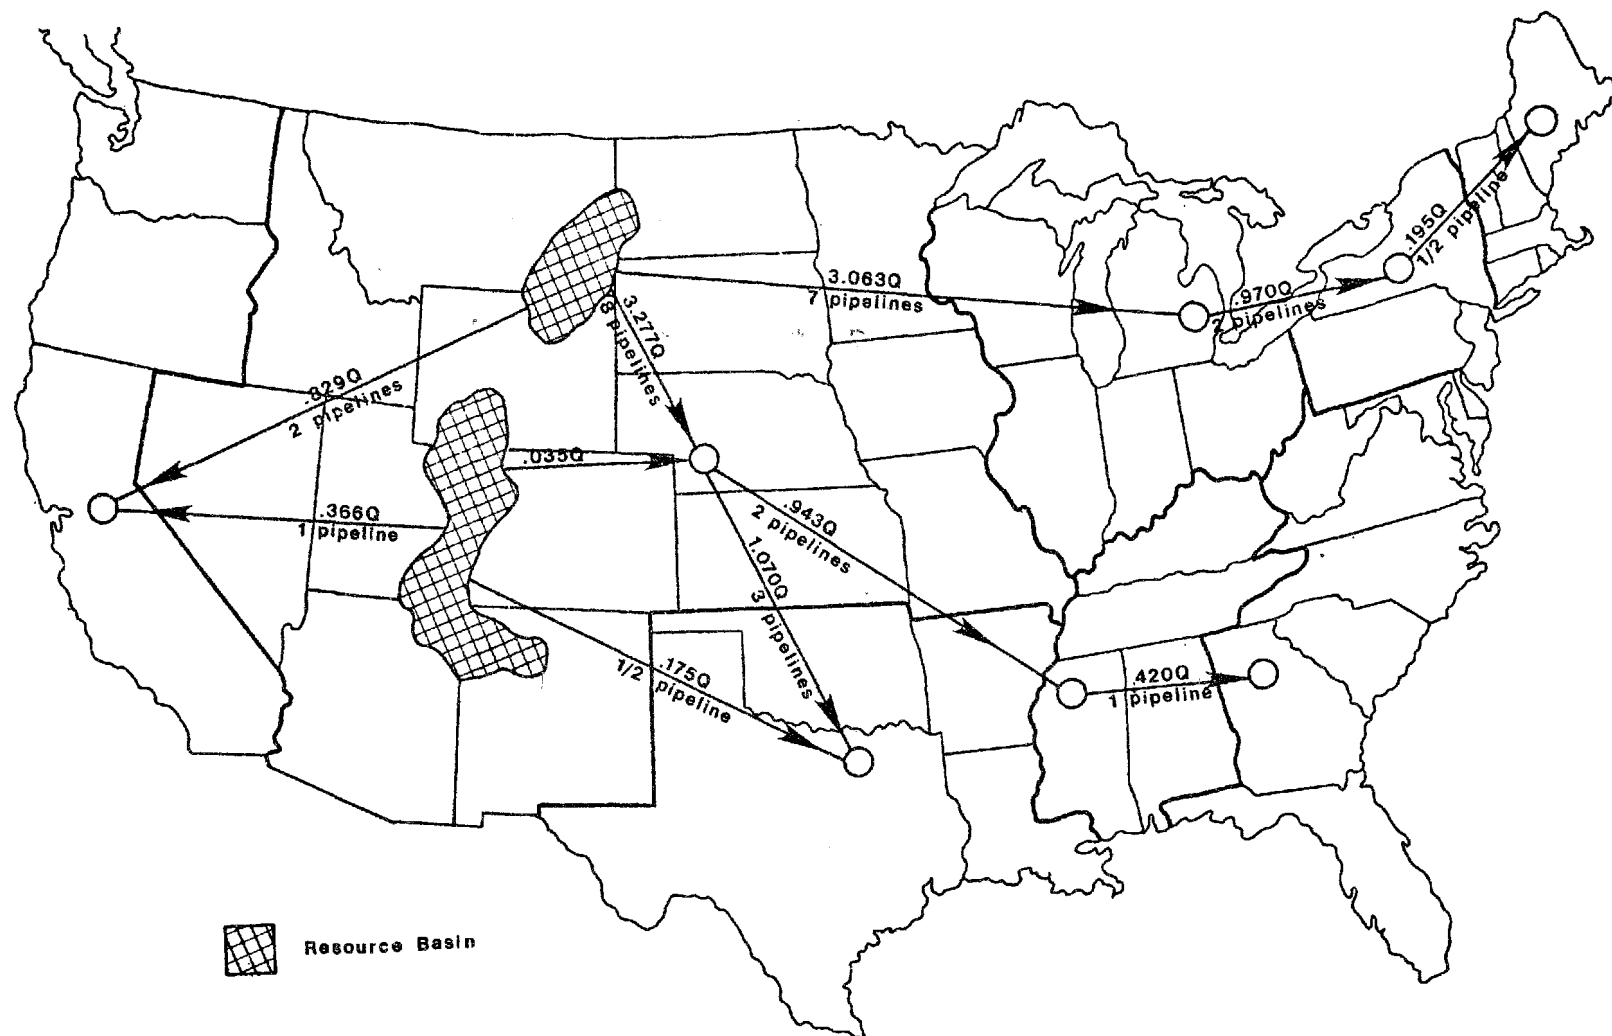 .195Q
1/2 pipeline
3.063Q
7 pipelines
.970Q
2 pipelines
3.277Q
8 pipelines
.829Q
2 pipelines
.035Q
.366Q
1 pipeline
.943Q
2 pipelines
1.070Q
3 pipelines
.175Q
1/2 pipeline
.420Q
1 pipeline
Resource Basin